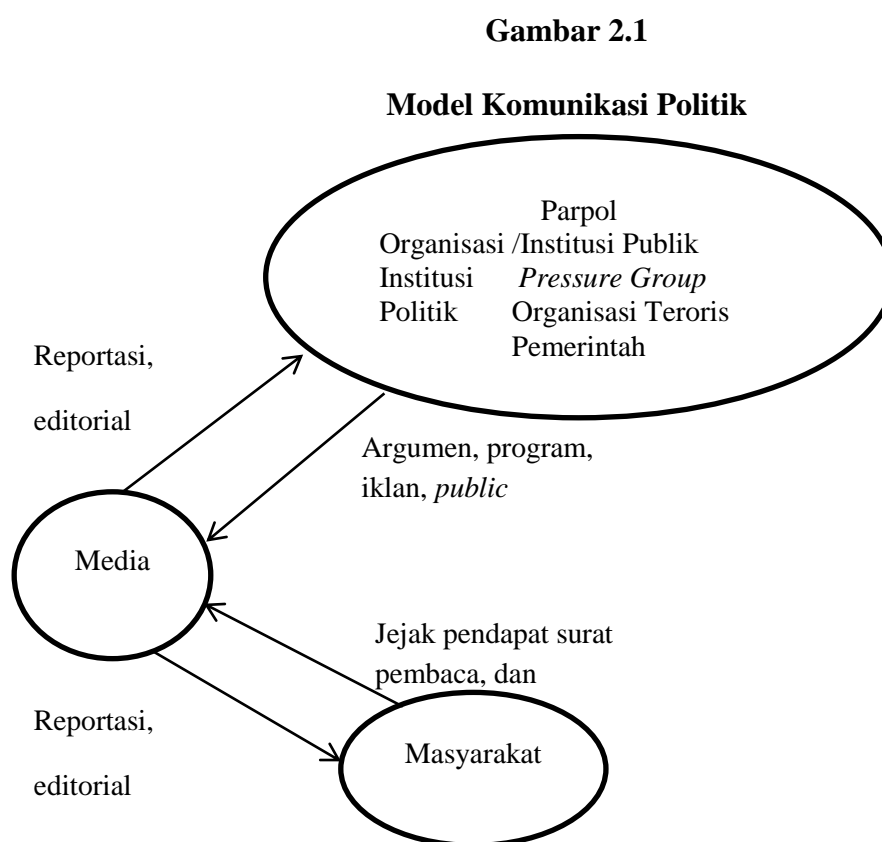 Gambar 2.1
Model Komunikasi Politik
Parpol
Organisasi /Institusi Publik
Institusi Pressure Group
Politik Organisasi Teroris
Pemerintah
Reportasi,
editorial
Argumen, program,
iklan, public
Media
Jejak pendapat surat
pembaca, dan
Reportasi,
editorial
Masyarakat